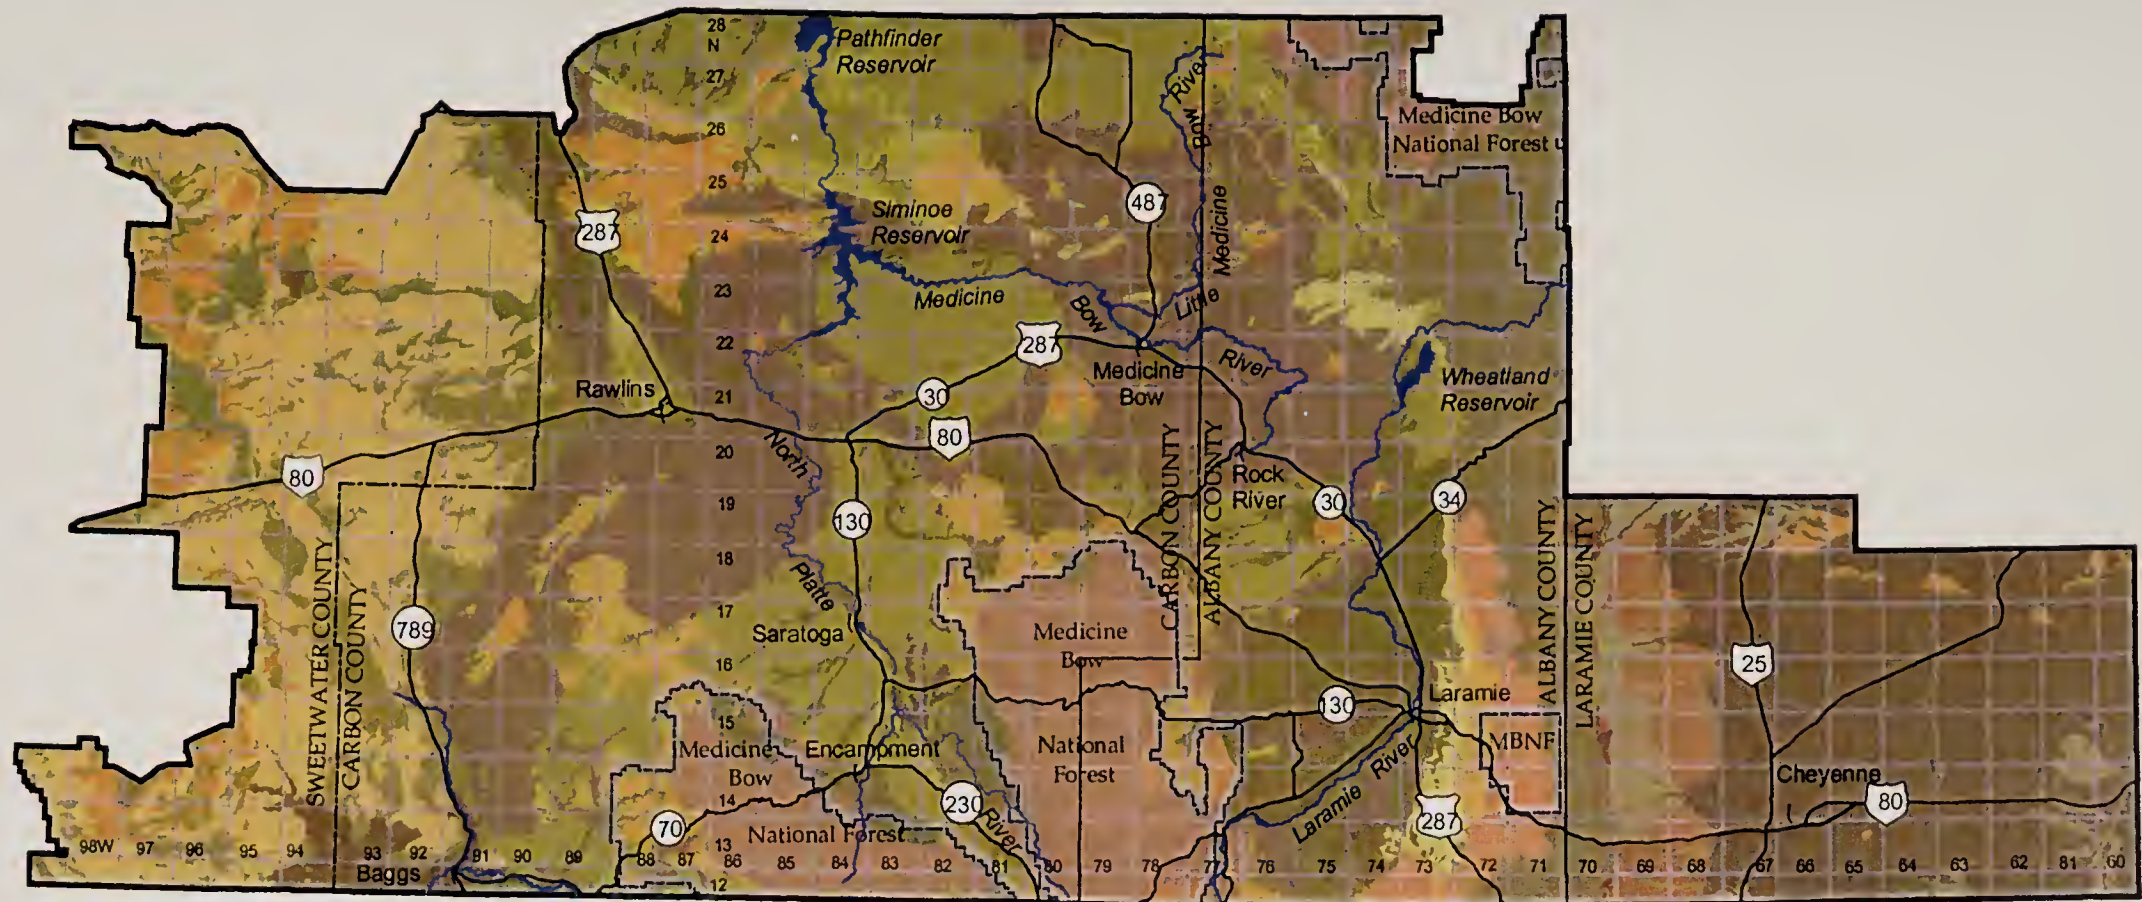 28
N
Pathfinder
Reservoir
27
River
26
Bow
Medicine Bow
National Forest
25
487
Siminoe
Reservoir
287
24
Medicine
23
Medicine
Bow
Little
22
287
River
Medicine
Bow
Rawlins
21
30
Wheatland
Reservoir
80
North
20
CARBON COUNTY
ALBANY COUNTY
Rock
River
80
19
130
30
34
18
SWEETWATER COUNTY
CARBON COUNTY
ALBANY COUNTY
LARAMIE COUNTY
Platte
17
789
Saratoga
Medicine
Bow
16
25
Laramie
130
15
Medicine
Bow
Encampment
National
Forest
MBNF
River
Cheyenne
14
230
80
70
National Forest
River
Laramie
287
13
98W 97 96 95 94 93 92 91 90 89 88 87 86 85 84 83 82 81 80 79 78 77 76 75 74 73 72 71 70 69 68 67 66 65 64 63 62 81 60
Baggs
12